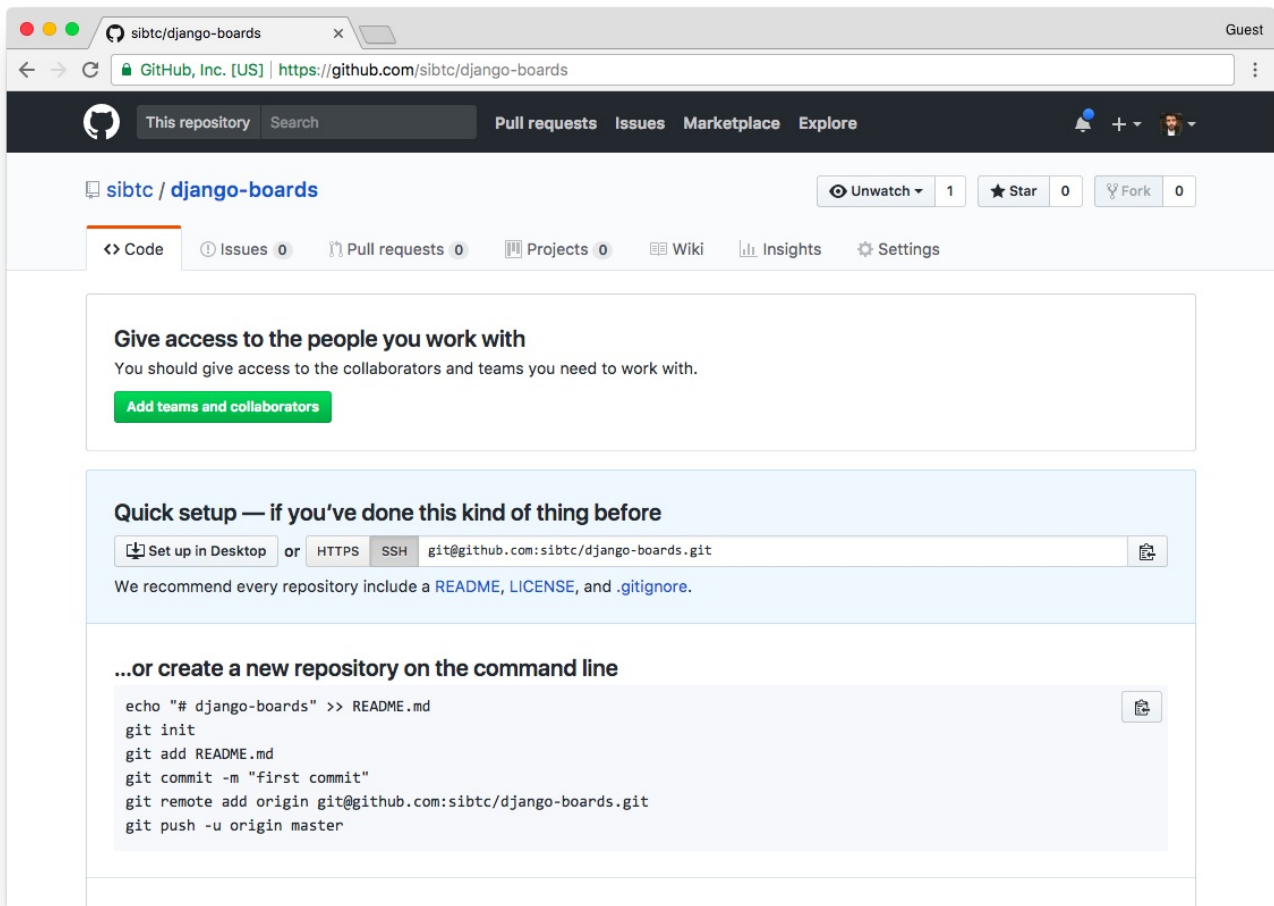 sibtc/django-boards
Guest
GitHub, Inc. [US] | https://github.com/sibtc/django-boards
This repository Search Pull requests Issues Marketplace Explore
sibtc / django-boards Unwatch 1 Star 0 Fork 0
Code Issues 0 Pull requests 0 Projects 0 Wiki Insights Settings
Give access to the people you work with
You should give access to the collaborators and teams you need to work with.
Add teams and collaborators
Quick setup — if you've done this kind of thing before
Set up in Desktop or HTTPS SSH git@github.com:sibtc/django-boards.git
We recommend every repository include a README, LICENSE, and .gitignore.
…or create a new repository on the command line
echo "# django-boards" >> README.md
git init
git add README.md
git commit -m "first commit"
git remote add origin git@github.com:sibtc/django-boards.git
git push -u origin master